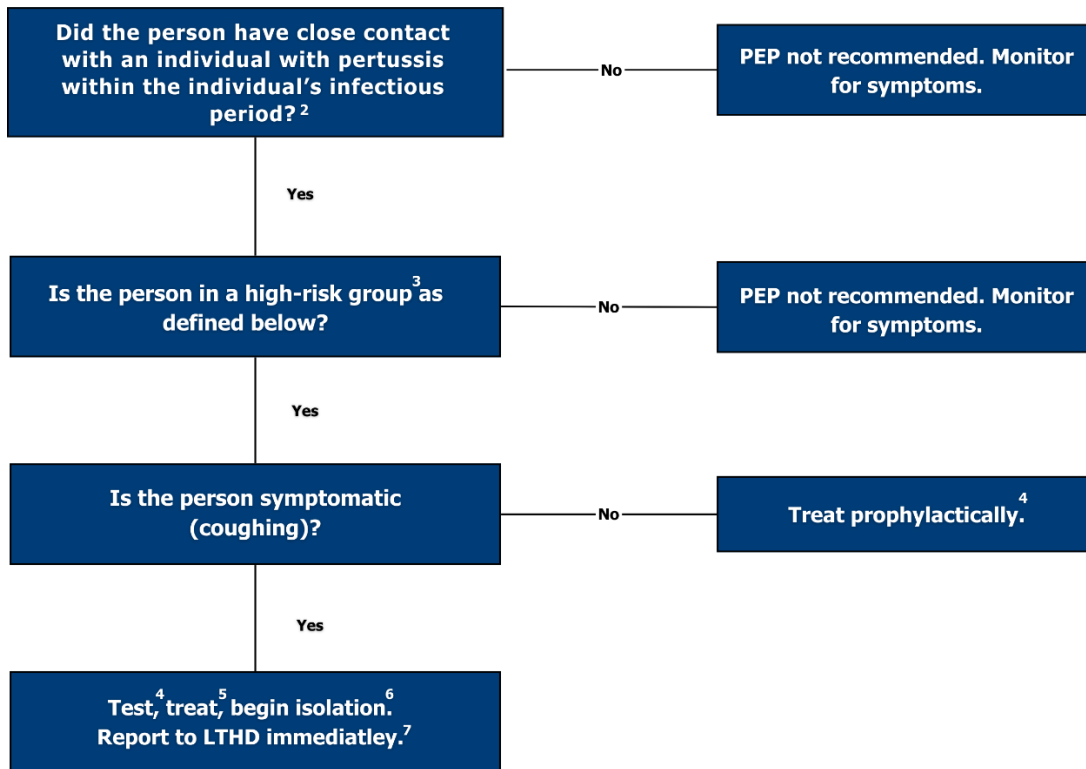 Did the person have close contact
with an individual with pertussis
within the individual’s infectious
period? 2
No
PEP not recommended. Monitor
for symptoms.
Yes
Is the person in a high-risk group3 as
defined below?
No
PEP not recommended. Monitor
for symptoms.
Yes
Is the person symptomatic
(coughing)?
No
Treat prophylactically.4
Yes
Test,4 treat,5 begin isolation.6
Report to LTHD immediatley.7